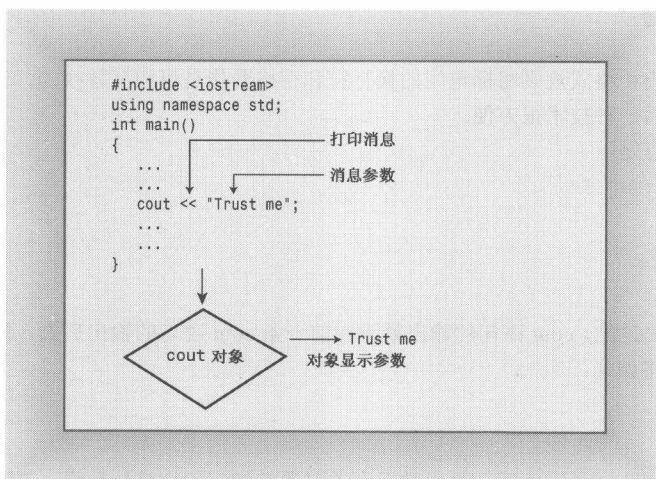 #include <iostream>
using namespace std;
int main()
{
打印消息
...
消息参数
...
cout << "Trust me";
...
...
}
Trust me
cout 对象
对象显示参数